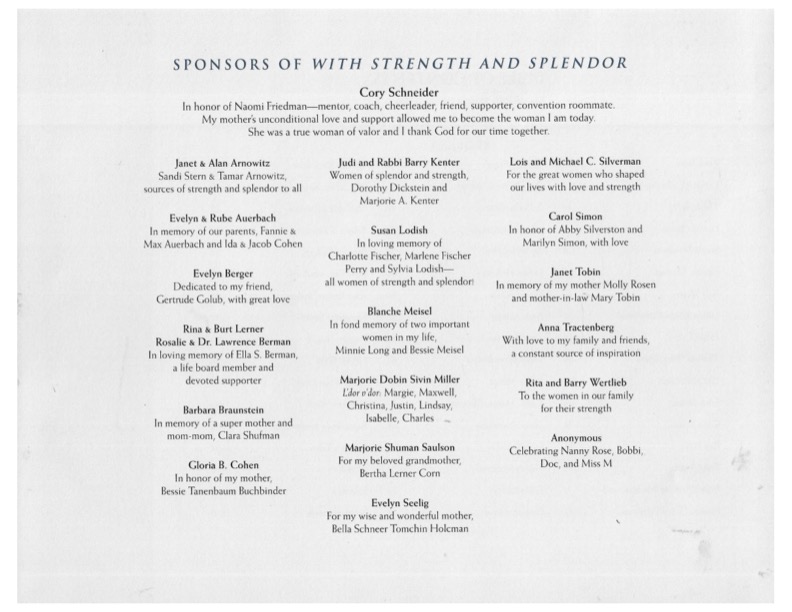 SPONSORS OF WITH STRENGTH AND SPLENDOR
Cory Schneider
In honor of Naomi Friedman—mentor, coach, cheerleader, friend, supporter, convention roommate.
My mother's unconditional love and support allowed me to become the woman I am today.
She was a true woman of valor and I thank God for our time together.
Janet & Alan Arnowitz
Sandi Stern & Tamar Arnowitz,
sources of strength and splendor to all
Evelyn & Rube Auerbach
In memory of our parents, Fannie &
Max Auerbach and Ida & Jacob Cohen
Evelyn Berger
Dedicated to my friend,
Gertrude Golub, with great love
Rina & Burt Lerner
Rosalie & Dr. Lawrence Berman
In loving memory of Ella S. Berman,
a life board member and
devoted supporter
Barbara Braunstein
In memory of a super mother and
mom-mom, Clara Shufman
Gloria B. Cohen
In honor of my mother,
Bessie Tanenbaum Buchbinder
Judi and Rabbi Barry Kenter
Women of splendor and strength,
Dorothy Dickstein and
Marjorie A. Kenter
Susan Lodish
In loving memory of
Charlotte Fischer, Marlene Fischer
Perry and Sylvia Lodish—
all women of strength and splendor!
Blanche Meisel
In fond memory of two important
women in my life,
Minnie Long and Bessie Meisel
Marjorie Dobin Sivin Miller
L'dor v'dor: Margie, Maxwell,
Christina, Justin, Lindsay,
Isabelle, Charles
Marjorie Shuman Saulson
For my beloved grandmother,
Bertha Lerner Corn
Evelyn Seelig
For my wise and wonderful mother,
Bella Schneer Tomchin Holcman
Lois and Michael C. Silverman
For the great women who shaped
our lives with love and strength
Carol Simon
In honor of Abby Silverston and
Marilyn Simon, with love
Janet Tobin
In memory of my mother Molly Rosen
and mother-in-law Mary Tobin
Anna Tractenberg
With love to my family and friends,
a constant source of inspiration
Rita and Barry Wertlieb
To the women in our family
for their strength
Anonymous
Celebrating Nanny Rose, Bobbi,
Doc, and Miss M